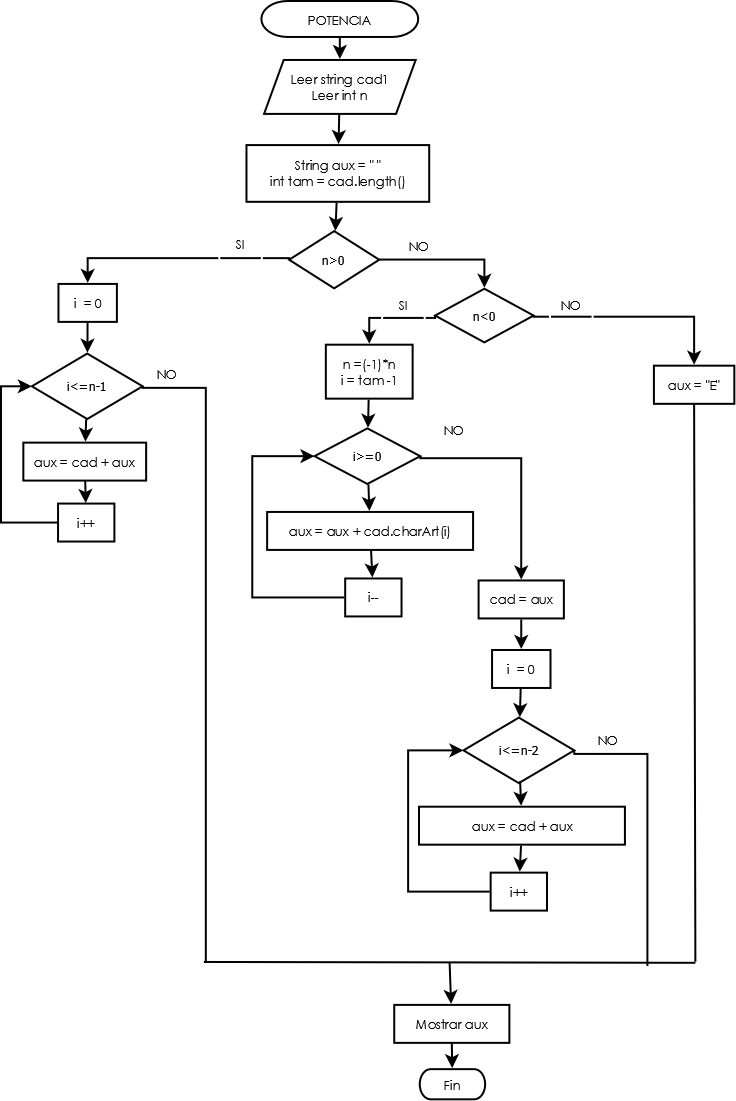 POTENCIA
Leer string cad1
Leer int n
String aux = " "
int tam = cad.length()
n>0
SI
NO
i = 0
i<=n-1
NO
aux = cad + aux
i++
n<0
SI
NO
n =(-1)*n
i = tam -1
i>=0
NO
aux = aux + cad.charArt(i)
i--
cad = aux
i = 0
i<=n-2
NO
aux = cad + aux
i++
aux = "E"
Mostrar aux
Fin